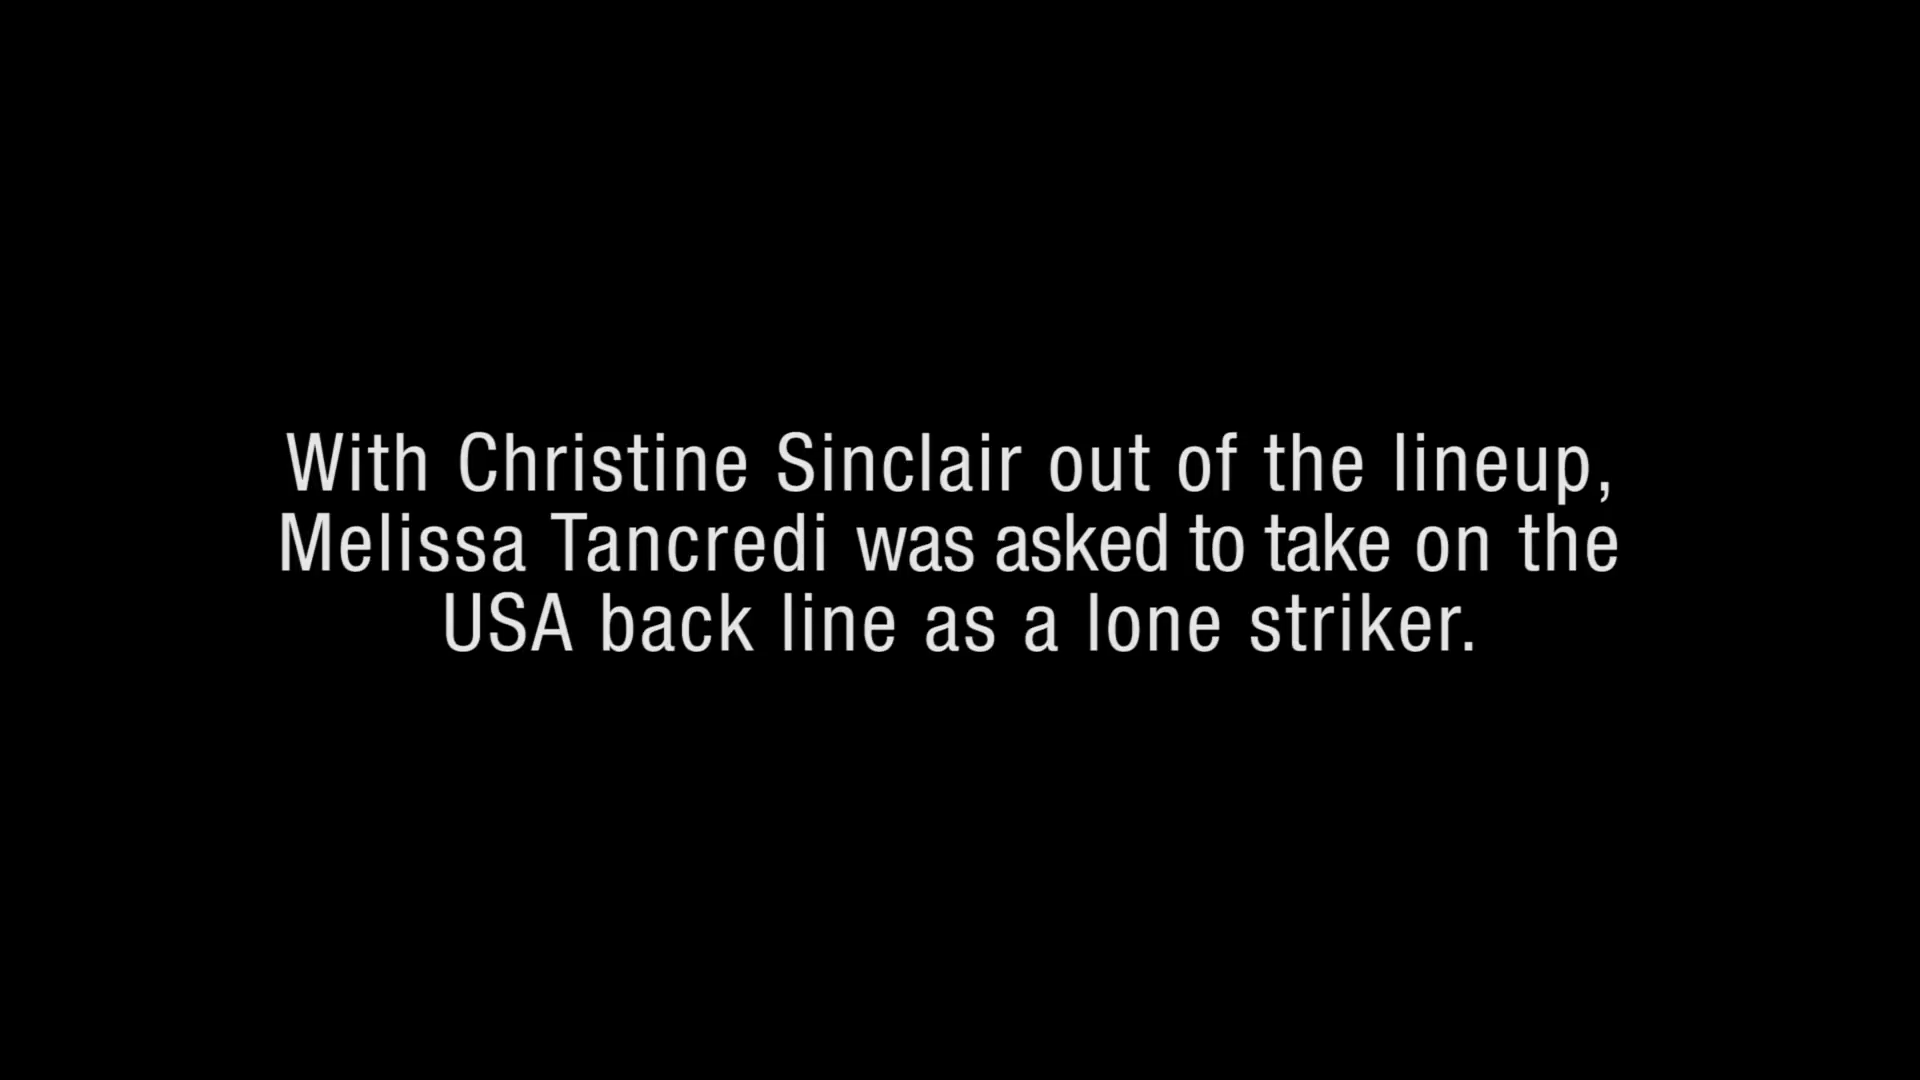 With Christine Sinclair out of the lineup,
Melissa Tancredi was asked to take on the
USA back line as a lone striker.